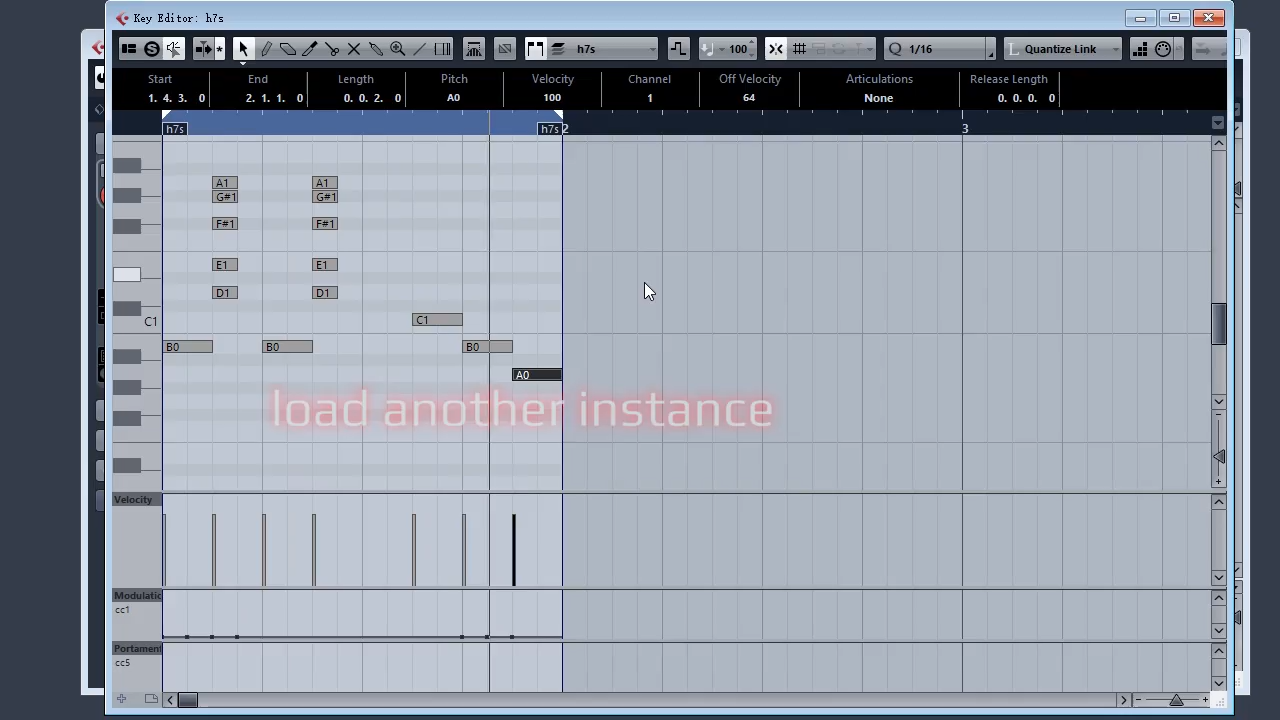 Key Editor: h7s
h7s
100
Q 1/16
L Quantize Link
Start End Length Pitch Velocity Channel Off Velocity Articulations Release Length
1. 4. 3. 0 2. 1. 1. 0 0. 0. 2. 0 A0 100 1 64 None 0. 0. 0. 0
h7s h7s 2 3
A1 A1
G#1 G#1
F#1 F#1
E1 E1
D1 D1
C1 C1
B0 B0 B0
A0
load another instance
Velocity
Modulatic
cc1
Portament
cc5